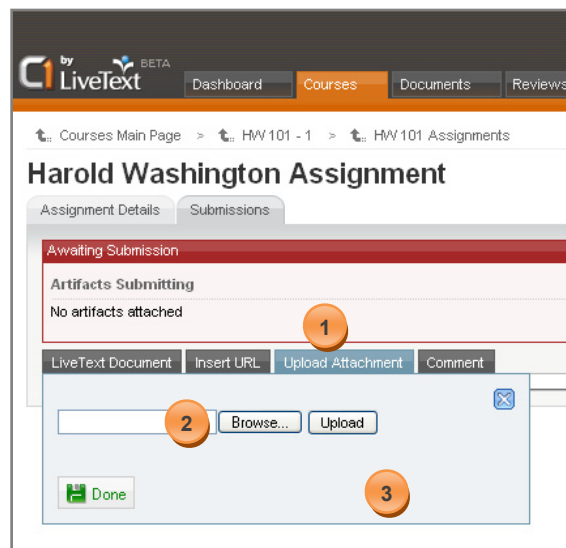 C1 by LiveText BETA
Dashboard Courses Documents Reviews
Courses Main Page > HW 101 - 1 > HW 101 Assignments
Harold Washington Assignment
Assignment Details Submissions
Awaiting Submission
Artifacts Submitting
No artifacts attached
1
LiveText Document Insert URL Upload Attachment Comment
2 Browse... Upload
Done 3